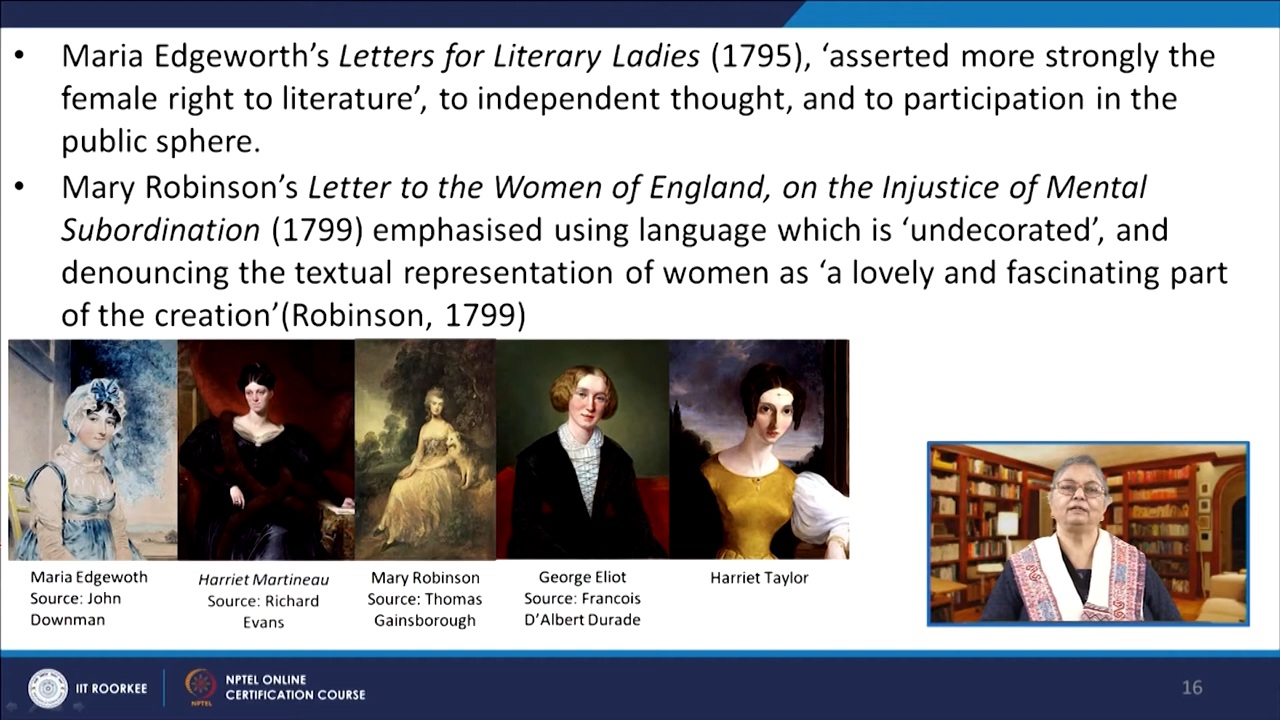 • Maria Edgeworth's Letters for Literary Ladies (1795), 'asserted more strongly the
female right to literature', to independent thought, and to participation in the
public sphere.
• Mary Robinson's Letter to the Women of England, on the Injustice of Mental
Subordination (1799) emphasised using language which is 'undecorated', and
denouncing the textual representation of women as 'a lovely and fascinating part
of the creation'(Robinson, 1799)
Maria Edgewoth
Source: John
Downman
Harriet Martineau
Source: Richard
Evans
Mary Robinson
Source: Thomas
Gainsborough
George Eliot
Source: Francois
D'Albert Durade
Harriet Taylor
IIT ROORKEE
NPTEL
NPTEL ONLINE
CERTIFICATION COURSE
16